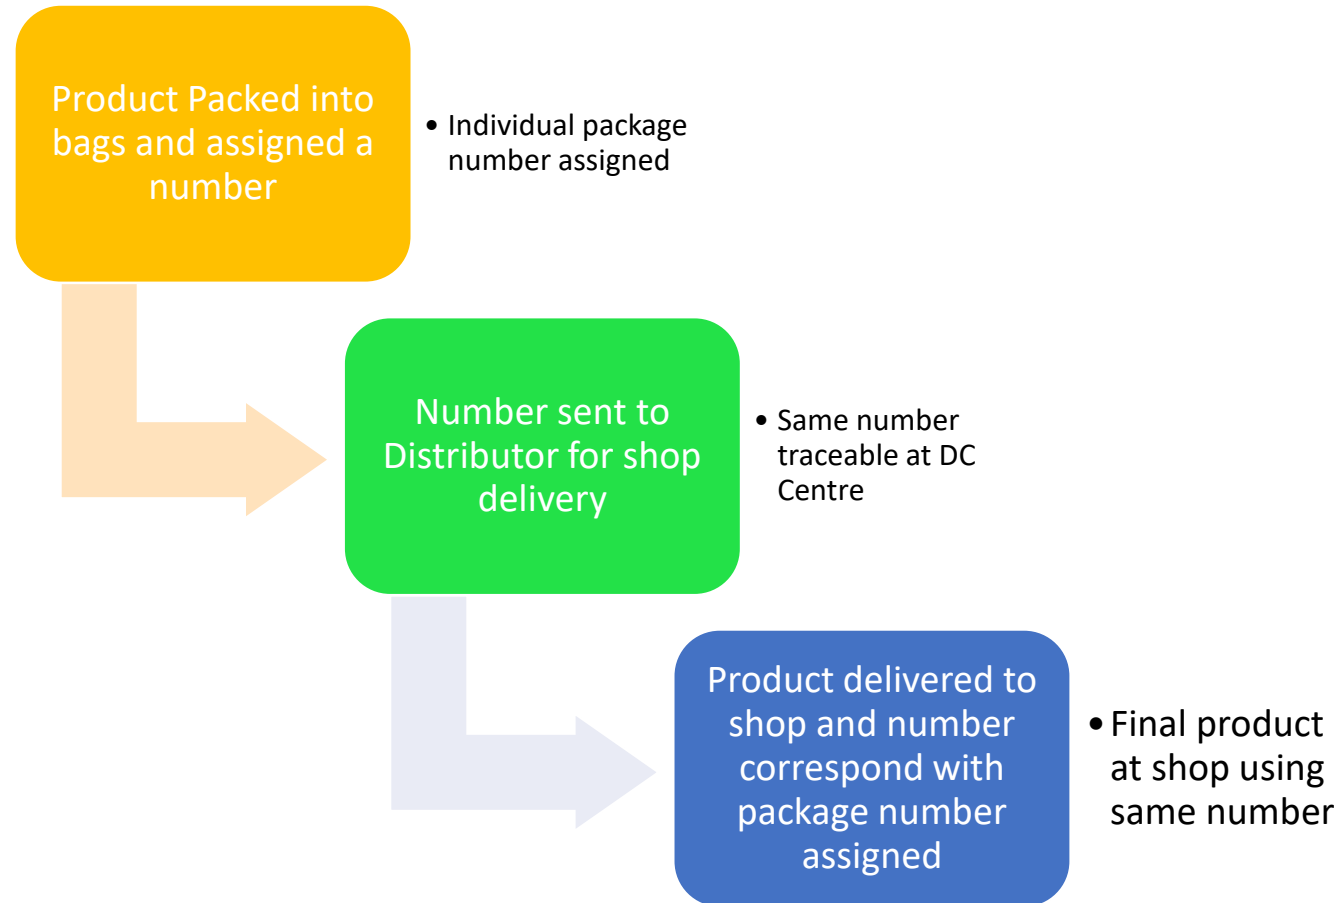 Product Packed into
bags and assigned a
number
• Individual package
number assigned
Number sent to
Distributor for shop
delivery
• Same number
traceable at DC
Centre
Product delivered to
shop and number
correspond with
package number
assigned
• Final product
at shop using
same number